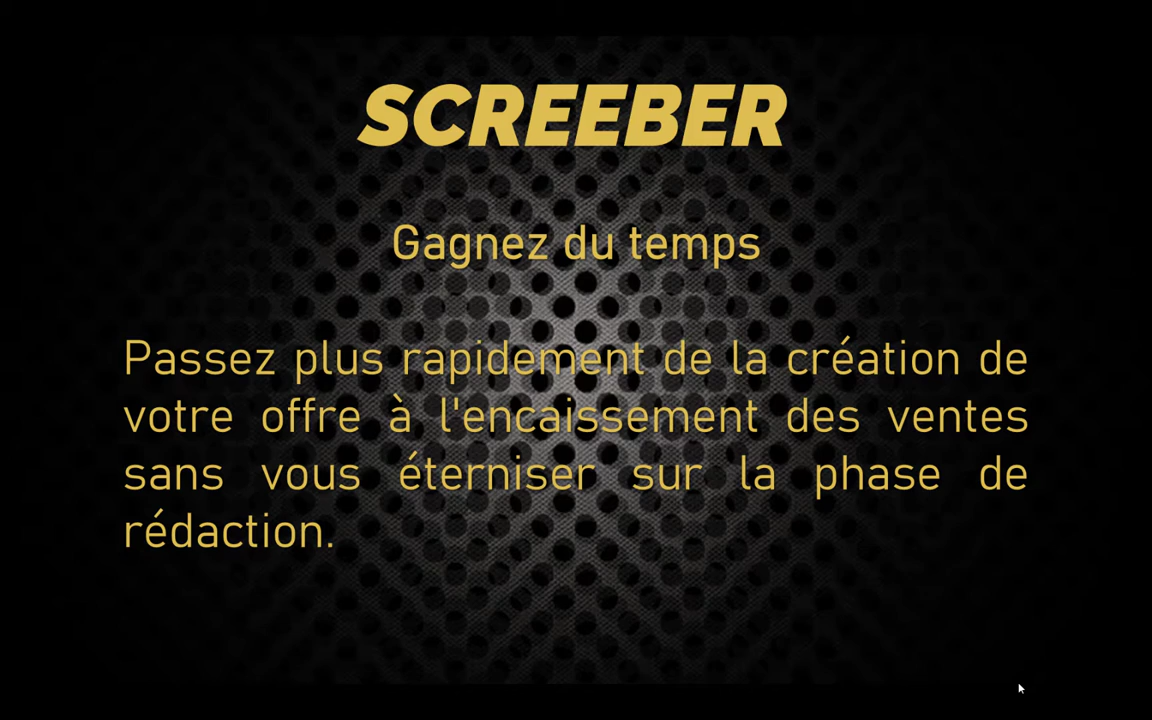 SCREEBER
Gagnez du temps
Passez plus rapidement de la création de
votre offre à l'encaissement des ventes
sans vous éterniser sur la phase de
rédaction.